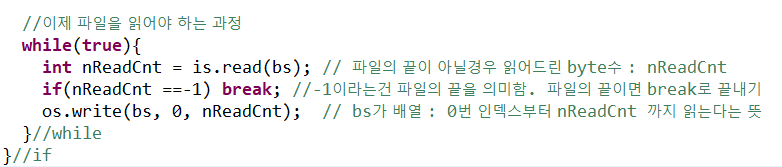 //이제 파일을 읽어야 하는 과정
while(true){
int nReadCnt = is.read(bs); // 파일의 끝이 아닐경우 읽어드린 byte수 : nReadCnt
if(nReadCnt ==-1) break; //-1이라는건 파일의 끝을 의미함. 파일의 끝이면 break로 끝내기
os.write(bs, 0, nReadCnt);  // bs가 배열 : 0번 인덱스부터 nReadCnt 까지 읽는다는 뜻
}//while
}//if